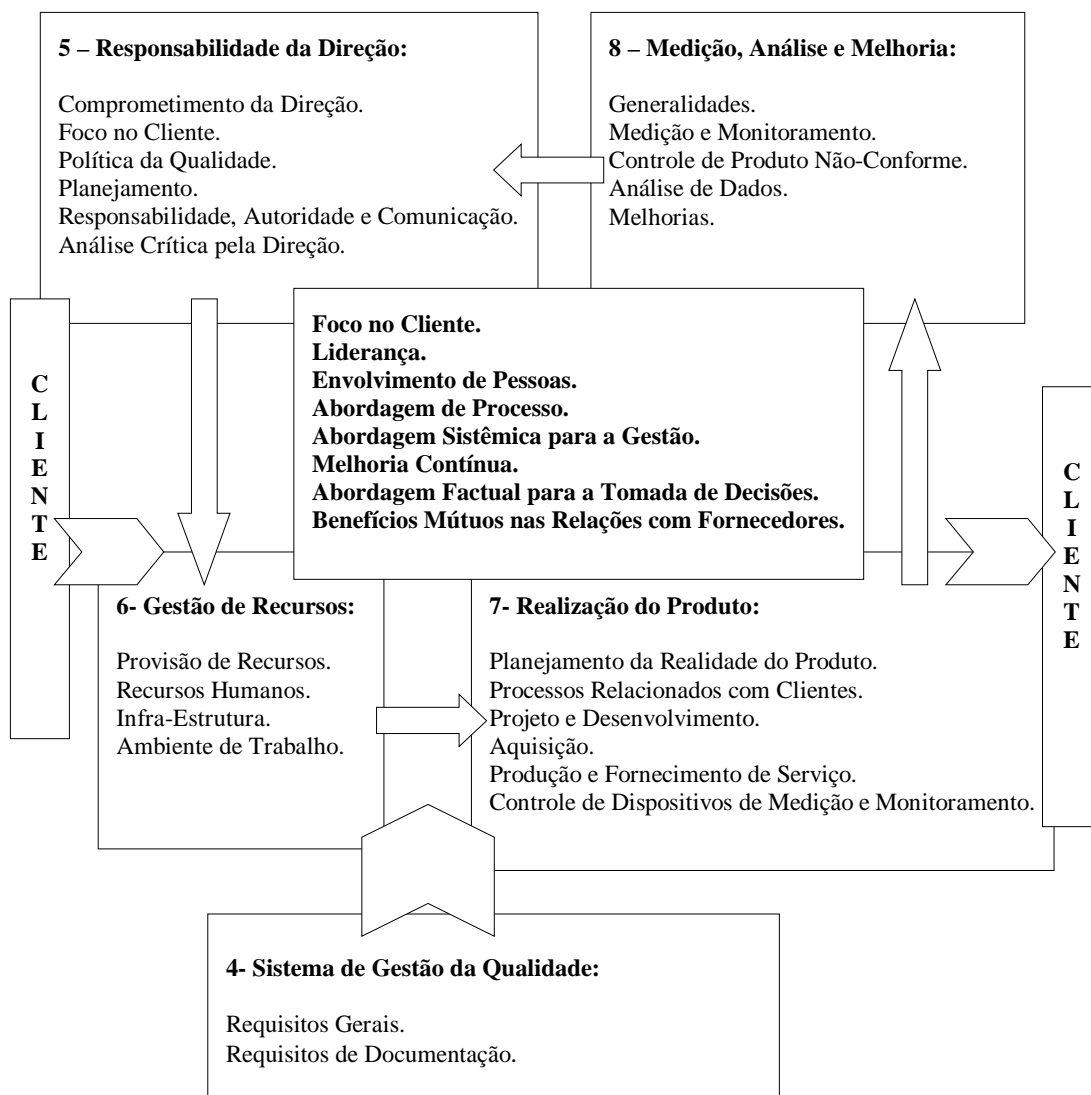 5 – Responsabilidade da Direção:
Comprometimento da Direção.
Foco no Cliente.
Política da Qualidade.
Planejamento.
Responsabilidade, Autoridade e Comunicação.
Análise Crítica pela Direção.
8 – Medição, Análise e Melhoria:
Generalidades.
Medição e Monitoramento.
Controle de Produto Não-Conforme.
Análise de Dados.
Melhorias.
CLIENTE
Foco no Cliente.
Liderança.
Envolvimento de Pessoas.
Abordagem de Processo.
Abordagem Sistêmica para a Gestão.
Melhoria Contínua.
Abordagem Factual para a Tomada de Decisões.
Benefícios Mútuos nas Relações com Fornecedores.
CLIENTE
6- Gestão de Recursos:
Provisão de Recursos.
Recursos Humanos.
Infra-Estrutura.
Ambiente de Trabalho.
7- Realização do Produto:
Planejamento da Realidade do Produto.
Processos Relacionados com Clientes.
Projeto e Desenvolvimento.
Aquisição.
Produção e Fornecimento de Serviço.
Controle de Dispositivos de Medição e Monitoramento.
4- Sistema de Gestão da Qualidade:
Requisitos Gerais.
Requisitos de Documentação.